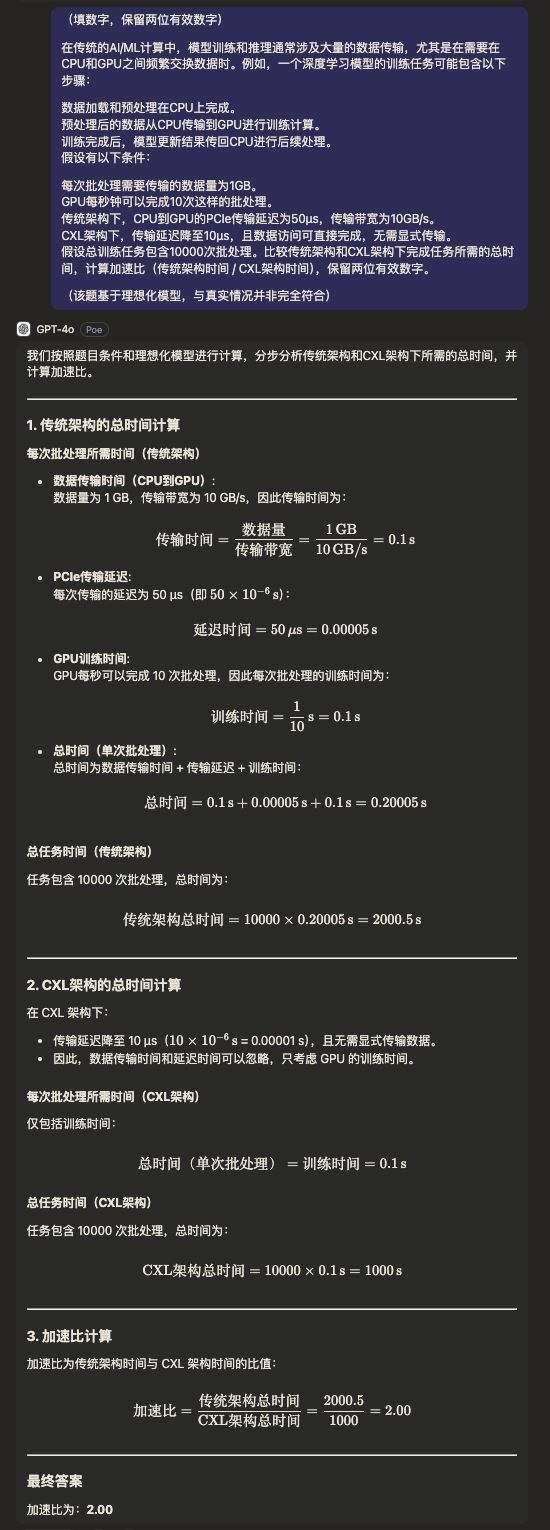 （填数字，保留两位有效数字）
在传统的AI/ML计算中，模型训练和推理通常涉及大量的数据传输，尤其是在需要在
CPU和GPU之间频繁交换数据时。例如，一个深度学习模型的训练任务可能包含以下
步骤：
数据加载和预处理在CPU上完成。
预处理后的数据从CPU传输到GPU进行训练计算。
训练完成后，模型更新结果传回CPU进行后续处理。
假设有以下条件：
每次批处理需要传输的数据量为1GB。
GPU每秒钟可以完成10次这样的批处理。
传统架构下，CPU到GPU的PCIe传输延迟为50μs，传输带宽为10GB/s。
CXL架构下，传输延迟降至10μs，且数据访问可直接完成，无需显式传输。
假设总训练任务包含10000次批处理。比较传统架构和CXL架构下完成任务所需的总时
间，计算加速比（传统架构时间 / CXL架构时间），保留两位有效数字。
（该题基于理想化模型，与真实情况并非完全符合）
GPT-4o Poe
我们按照题目条件和理想化模型进行计算，分步分析传统架构和CXL架构下所需的总时间，并
计算加速比。
1. 传统架构的总时间计算
每次批处理所需时间（传统架构）
• 数据传输时间（CPU到GPU）：
数据量为 1 GB，传输带宽为 10 GB/s，因此传输时间为：
传输时间 = 数据量/传输带宽 = 1 GB/10 GB/s = 0.1 s
• PCIe传输延迟:
每次传输的延迟为 50 μs（即 50 × 10⁻⁶ s）：
延迟时间 = 50 μs = 0.00005 s
• GPU训练时间:
GPU每秒可以完成 10 次批处理，因此每次批处理的训练时间为：
训练时间 = 1/10 s = 0.1 s
• 总时间（单次批处理）：
总时间为数据传输时间 + 传输延迟 + 训练时间：
总时间 = 0.1 s + 0.00005 s + 0.1 s = 0.20005 s
总任务时间（传统架构）
任务包含 10000 次批处理，总时间为：
传统架构总时间 = 10000 × 0.20005 s = 2000.5 s
2. CXL架构的总时间计算
在 CXL 架构下：
• 传输延迟降至 10 μs（10 × 10⁻⁶ s = 0.00001 s），且无需显式传输数据。
• 因此，数据传输时间和延迟时间可以忽略，只考虑 GPU 的训练时间。
每次批处理所需时间（CXL架构）
仅包括训练时间：
总时间（单次批处理） = 训练时间 = 0.1 s
总任务时间（CXL架构）
任务包含 10000 次批处理，总时间为：
CXL架构总时间 = 10000 × 0.1 s = 1000 s
3. 加速比计算
加速比为传统架构时间与 CXL 架构时间的比值：
加速比 = 传统架构总时间/CXL架构总时间 = 2000.5/1000 = 2.00
最终答案
加速比为：2.00